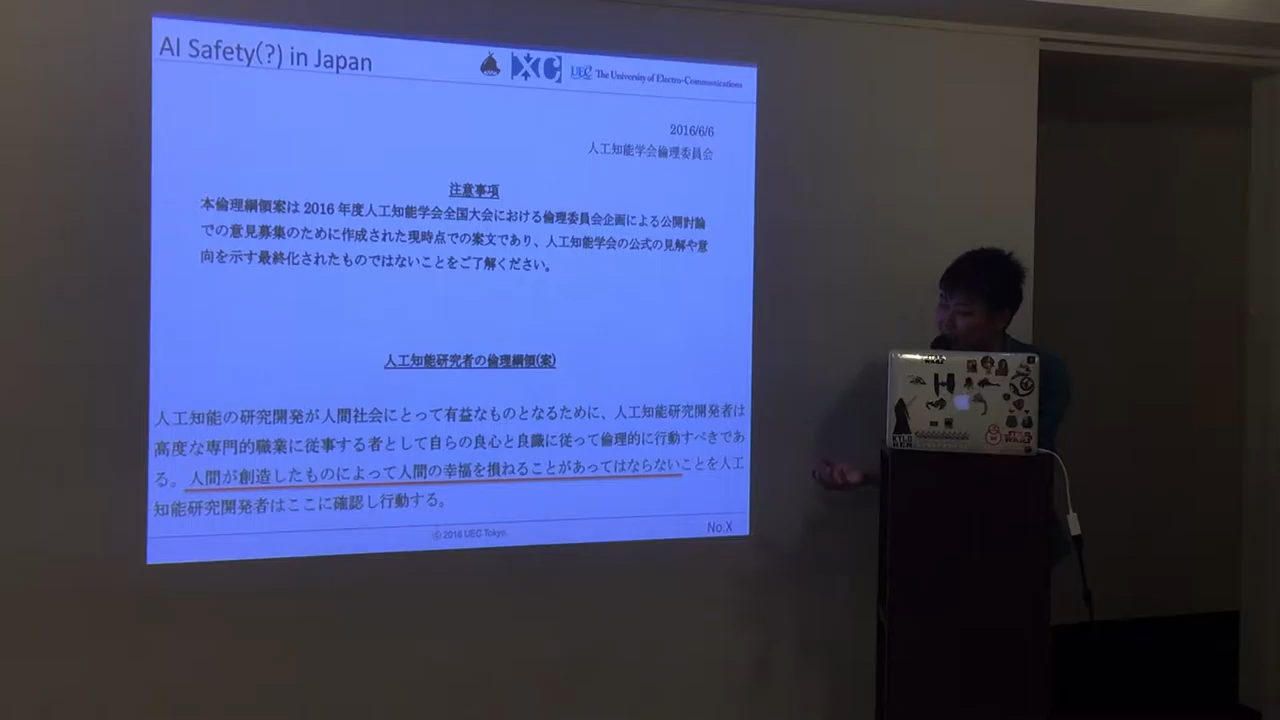 AI Safety(?) in Japan
UEC The University of Electro-Communications
2016/6/6
人工知能学会倫理委員会
注意事項
本倫理綱領案は 2016 年度人工知能学会全国大会における倫理委員会企画による公開討論
での意見募集のために作成された現時点での案文であり、人工知能学会の公式の見解や意
向を示す最終化されたものではないことをご了解ください。
人工知能研究者の倫理綱領(案)
人工知能の研究開発が人間社会にとって有益なものとなるために、人工知能研究開発者は
高度な専門的職業に従事する者として自らの良心と良識に従って倫理的に行動すべきであ
る。人間が創造したものによって人間の幸福を損ねることがあってはならないことを人工
知能研究開発者はここに確認し行動する。
© 2016 UEC Tokyo.
No.X
KYLO
REN
STAR
WARS